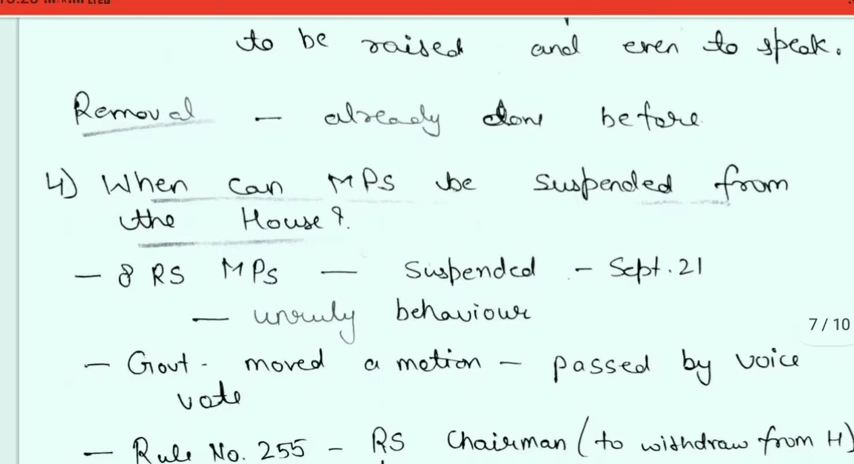 to be raised and even to speak.
Removal — already done before
4) When can MPs be suspended from
the House?
— 8 RS MPs — Suspended - Sept. 21
— unruly behaviour
7/10
— Govt - moved a motion — passed by voice
vote
— Rule No. 255 - RS Chairman (to withdraw from H)